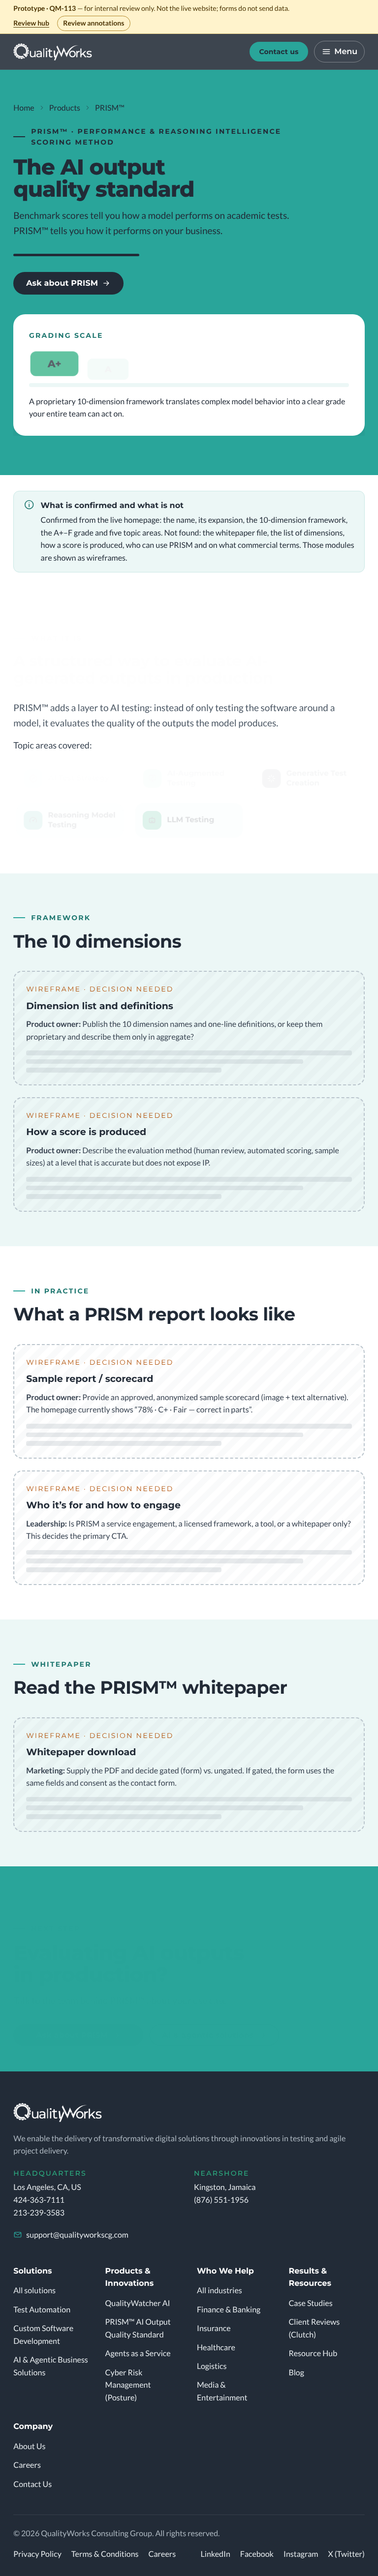 Prototype · QM-113 — for internal review only. Not the live website; forms do not send data.
Review hub
Review annotations
QualityWorks
Contact us
Menu
Home
Products
PRISM™
PRISM™ · PERFORMANCE & REASONING INTELLIGENCE
SCORING METHOD
The AI output
quality standard
Benchmark scores tell you how a model performs on academic tests.
PRISM™ tells you how it performs on your business.
Ask about PRISM
GRADING SCALE
A+
A proprietary 10-dimension framework translates complex model behavior into a clear grade
your entire team can act on.
What is confirmed and what is not
Confirmed from the live homepage: the name, its expansion, the 10-dimension framework,
the A+–F grade and five topic areas. Not found: the whitepaper file, the list of dimensions,
how a score is produced, who can use PRISM and on what commercial terms. Those modules
are shown as wireframes.
PRISM™ adds a layer to AI testing: instead of only testing the software around a
model, it evaluates the quality of the outputs the model produces.
Topic areas covered:
Reasoning Model
Testing
LLM Testing
FRAMEWORK
The 10 dimensions
WIREFRAME · DECISION NEEDED
Dimension list and definitions
Product owner: Publish the 10 dimension names and one-line definitions, or keep them
proprietary and describe them only in aggregate?
WIREFRAME · DECISION NEEDED
How a score is produced
Product owner: Describe the evaluation method (human review, automated scoring, sample
sizes) at a level that is accurate but does not expose IP.
IN PRACTICE
What a PRISM report looks like
WIREFRAME · DECISION NEEDED
Sample report / scorecard
Product owner: Provide an approved, anonymized sample scorecard (image + text alternative).
The homepage currently shows “78% · C+ · Fair — correct in parts”.
WIREFRAME · DECISION NEEDED
Who it’s for and how to engage
Leadership: Is PRISM a service engagement, a licensed framework, a tool, or a whitepaper only?
This decides the primary CTA.
WHITEPAPER
Read the PRISM™ whitepaper
WIREFRAME · DECISION NEEDED
Whitepaper download
Marketing: Supply the PDF and decide gated (form) vs. ungated. If gated, the form uses the
same fields and consent as the contact form.
QualityWorks
We enable the delivery of transformative digital solutions through innovations in testing and agile
project delivery.
HEADQUARTERS
Los Angeles, CA, US
424-363-7111
213-239-3583
NEARSHORE
Kingston, Jamaica
(876) 551-1956
support@qualityworkscg.com
Solutions
All solutions
Test Automation
Custom Software
Development
AI & Agentic Business
Solutions
Products &
Innovations
QualityWatcher AI
PRISM™ AI Output
Quality Standard
Agents as a Service
Cyber Risk
Management
(Posture)
Who We Help
All industries
Finance & Banking
Insurance
Healthcare
Logistics
Media &
Entertainment
Results &
Resources
Case Studies
Client Reviews
(Clutch)
Resource Hub
Blog
Company
About Us
Careers
Contact Us
© 2026 QualityWorks Consulting Group. All rights reserved.
Privacy Policy
Terms & Conditions
Careers
LinkedIn
Facebook
Instagram
X (Twitter)